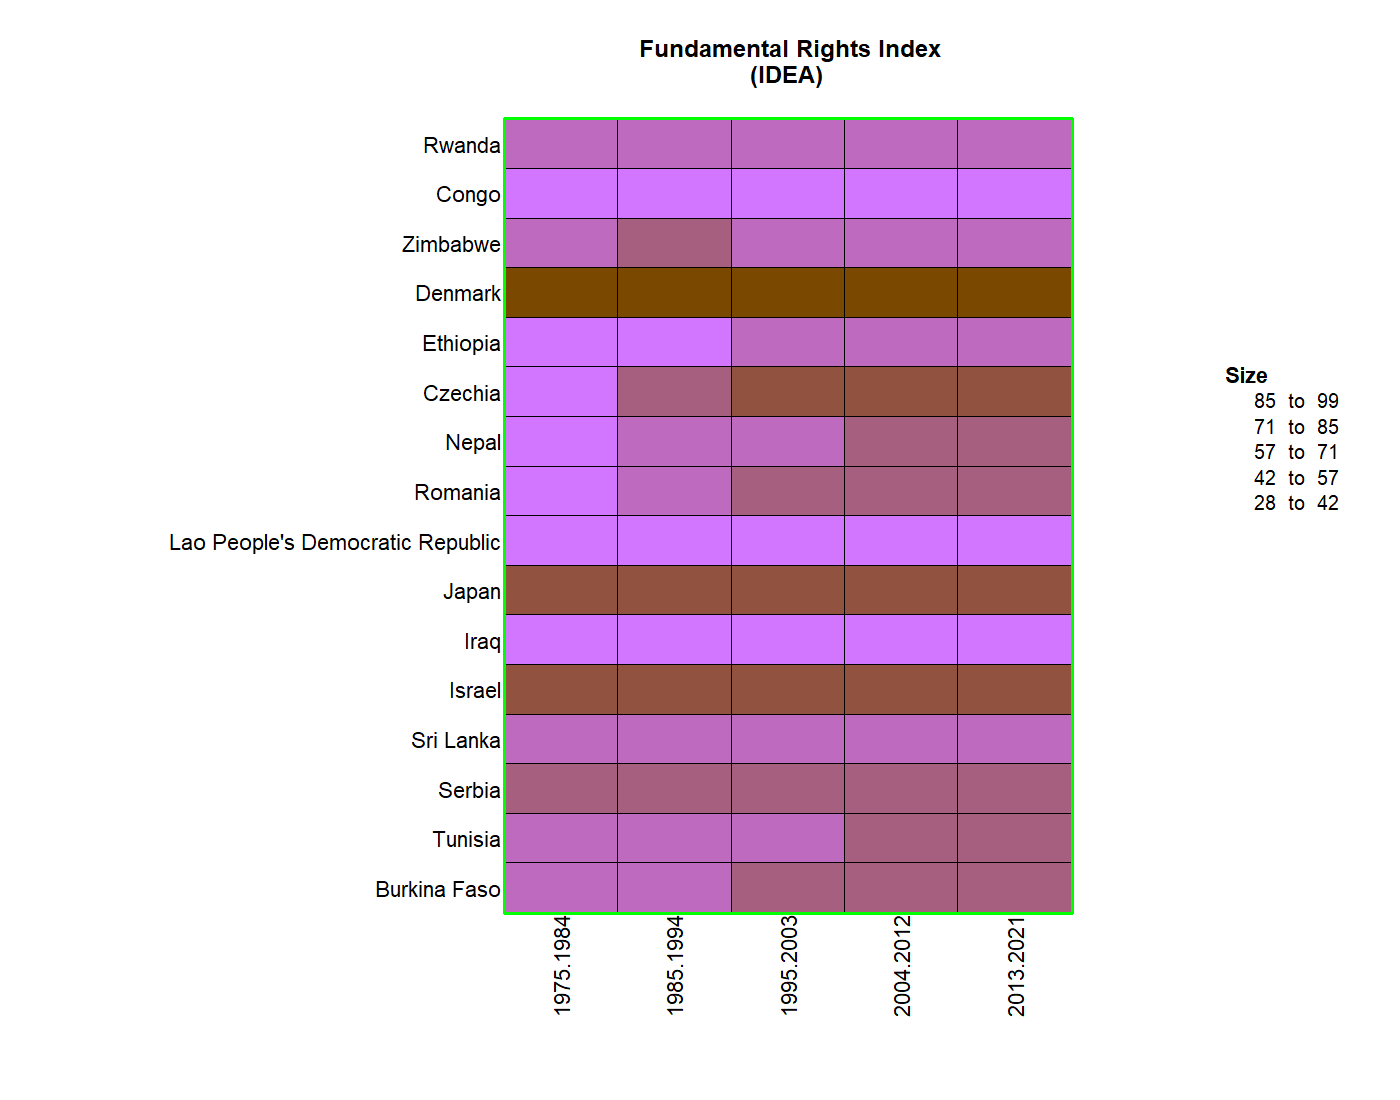 Fundamental Rights Index
(IDEA)
Rwanda
Congo
Zimbabwe
Denmark
Ethiopia
Czechia
Nepal
Romania
Lao People's Democratic Republic
Japan
Iraq
Israel
Sri Lanka
Serbia
Tunisia
Burkina Faso
1975.1984
1985.1994
1995.2003
2004.2012
2013.2021
Size
85 to 99
71 to 85
57 to 71
42 to 57
28 to 42